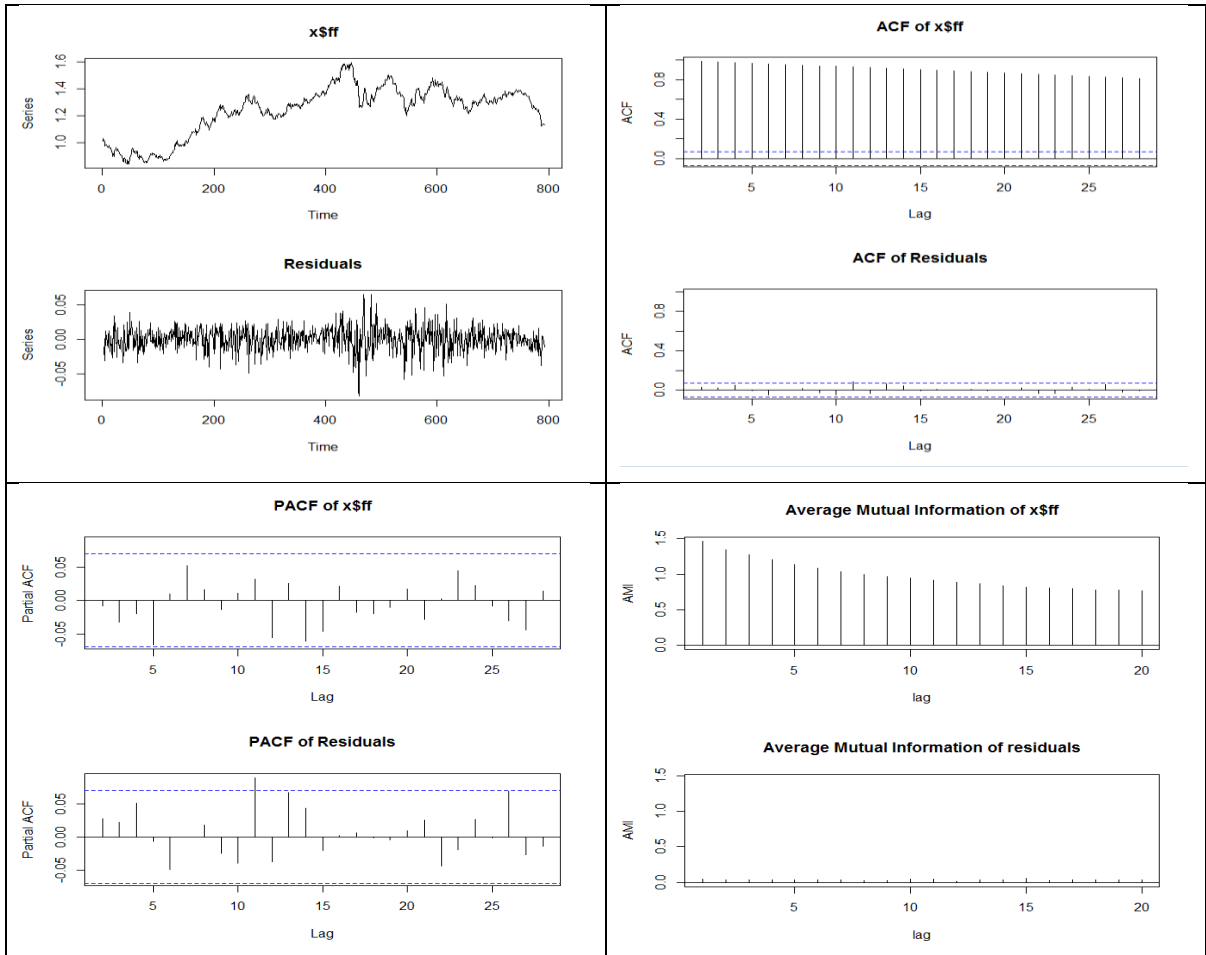 x$ff
Series
1.0 1.2 1.4 1.6
0 200 400 600 800
Time
Residuals
Series
-0.05 0.00 0.05
0 200 400 600 800
Time
ACF of x$ff
ACF
0.0 0.4 0.8
5 10 15 20 25
Lag
ACF of Residuals
ACF
0.0 0.4 0.8
5 10 15 20 25
Lag
PACF of x$ff
Partial ACF
-0.05 0.00 0.05
5 10 15 20 25
Lag
PACF of Residuals
Partial ACF
-0.05 0.00 0.05
5 10 15 20 25
Lag
Average Mutual Information of x$ff
AMI
0.0 0.5 1.0 1.5
5 10 15 20
lag
Average Mutual Information of residuals
AMI
0.0 0.5 1.0 1.5
5 10 15 20
lag